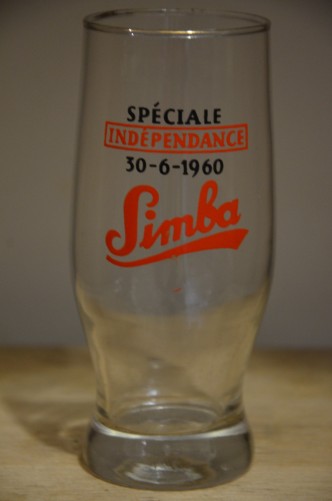 SPÉCIALE
INDÉPENDANCE
30-6-1960
Simba